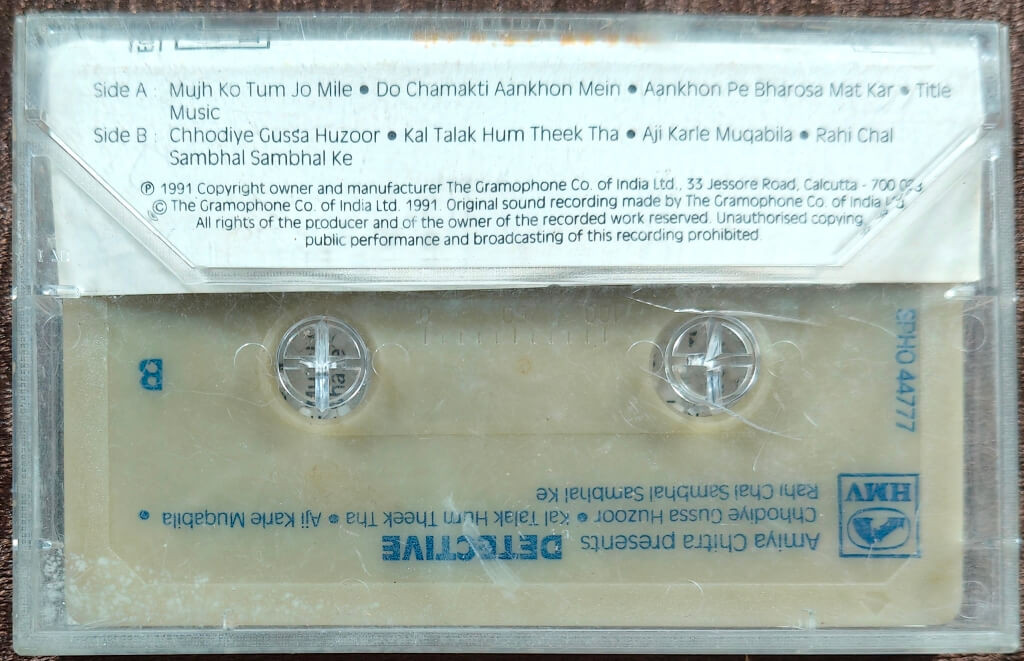 Side A : Mujh Ko Tum Jo Mile • Do Chamakti Aankhon Mein • Aankhon Pe Bharosa Mat Kar • Title
Music
Side B : Chhodiye Gussa Huzoor • Kal Talak Hum Theek Tha • Aji Karle Muqabila • Rahi Chal
Sambhal Sambhal Ke
℗ 1991 Copyright owner and manufacturer The Gramophone Co. of India Ltd., 33 Jessore Road, Calcutta - 700
© The Gramophone Co. of India Ltd. 1991. Original sound recording made by The Gramophone Co. of India
All rights of the producer and of the owner of the recorded work reserved. Unauthorised copying,
public performance and broadcasting of this recording prohibited.
Amiya Chitra presents DETECTIVE
Chhodiye Gussa Huzoor • Kal Talak Hum Theek Tha • Aji Karle Muqabila •
Rahi Chal Sambhal Sambhal Ke
HMV
SPHO 44777
B